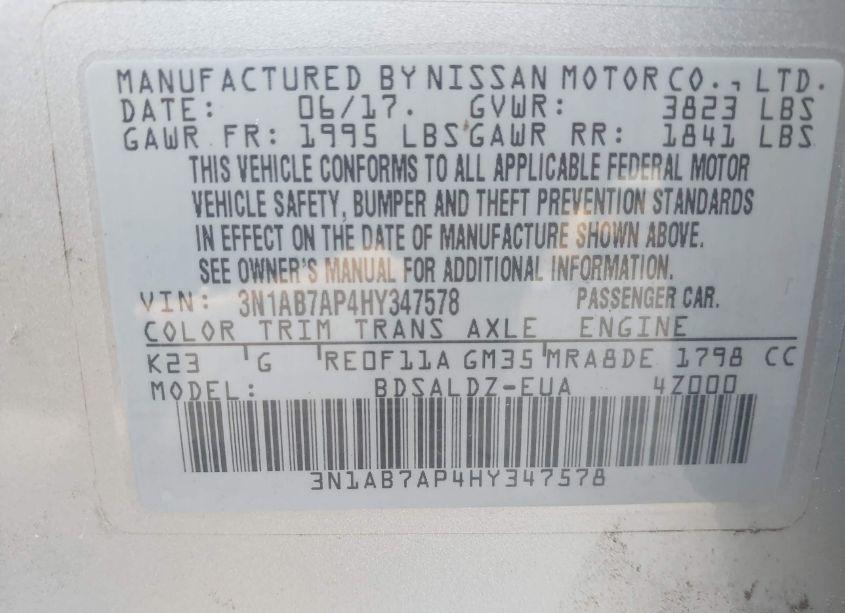 MANUFACTURED BY NISSAN MOTOR CO., LTD.
DATE: 06/17. GVWR: 3823 LBS
GAWR FR: 1995 LBS GAWR RR: 1841 LBS
THIS VEHICLE CONFORMS TO ALL APPLICABLE FEDERAL MOTOR
VEHICLE SAFETY, BUMPER AND THEFT PREVENTION STANDARDS
IN EFFECT ON THE DATE OF MANUFACTURE SHOWN ABOVE.
SEE OWNER'S MANUAL FOR ADDITIONAL INFORMATION.
VIN: 3N1AB7AP4HY347578 PASSENGER CAR.
COLOR TRIM TRANS AXLE ENGINE
K23 G RE0F11A GM35 MRA8DE 1798 CC
MODEL: BDSALDZ-EUA 4Z000
3N1AB7AP4HY347578